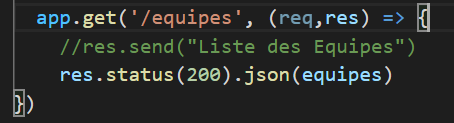 app.get('/equipes', (req,res) => {
//res.send("Liste des Equipes")
res.status(200).json(equipes)
})